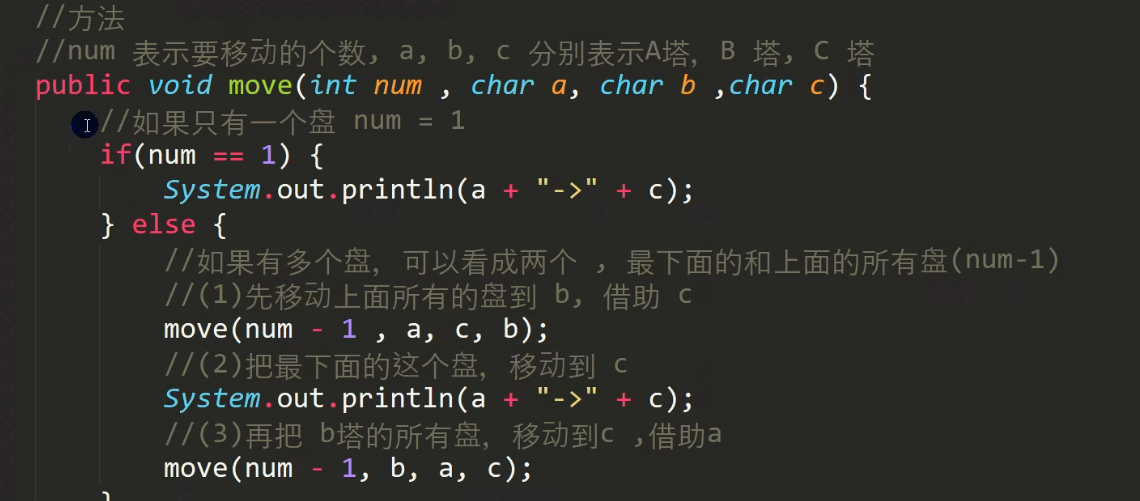 //方法
//num 表示要移动的个数, a, b, c 分别表示A塔, B 塔, C 塔
public void move(int num , char a, char b ,char c) {
//如果只有一个盘 num = 1
if(num == 1) {
System.out.println(a + "->" + c);
} else {
//如果有多个盘, 可以看成两个 , 最下面的和上面的所有盘(num-1)
//(1)先移动上面所有的盘到 b, 借助 c
move(num - 1 , a, c, b);
//(2)把最下面的这个盘, 移动到 c
System.out.println(a + "->" + c);
//(3)再把 b塔的所有盘, 移动到c ,借助a
move(num - 1, b, a, c);
}